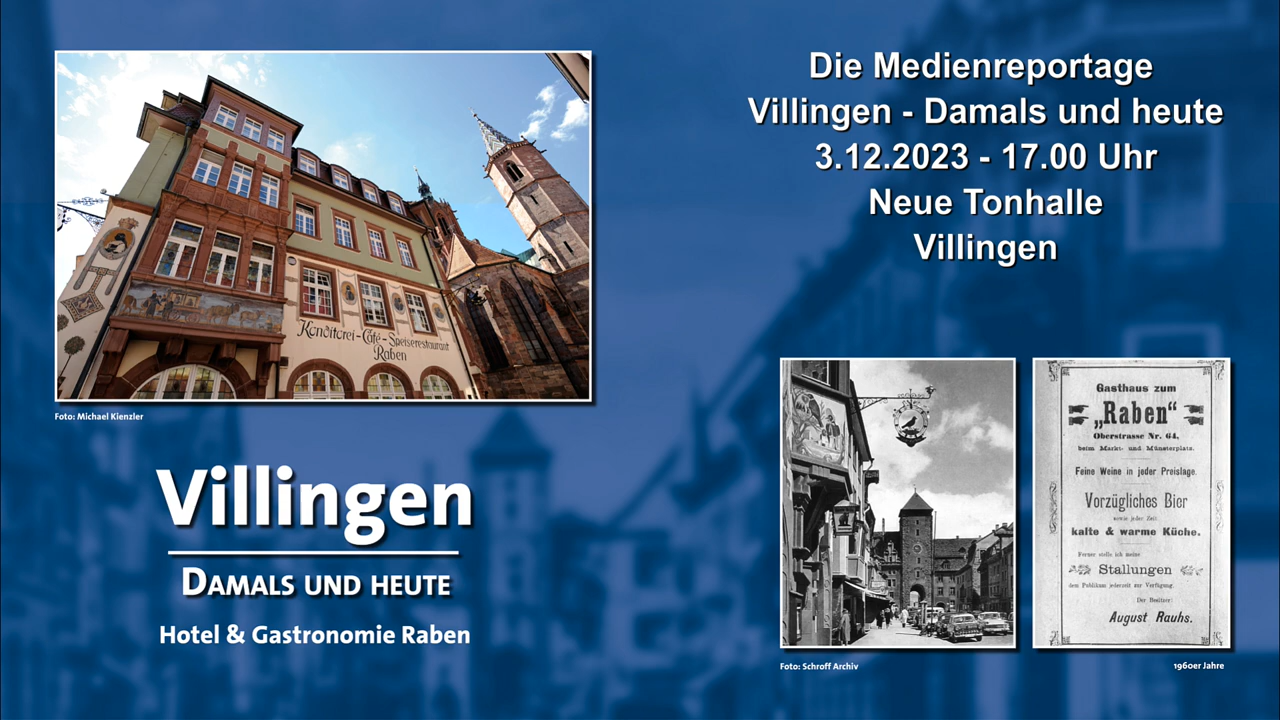 Die Medienreportage
Villingen - Damals und heute
3.12.2023 - 17.00 Uhr
Neue Tonhalle
Villingen
Konditorei-Café-Speiserestaurant
Raben
Foto: Michael Kienzler
Villingen
DAMALS UND HEUTE
Hotel & Gastronomie Raben
Gasthaus zum
„Raben“
Oberstrasse Nr. 64,
beim Markt- und Münsterplatz.
Feine Weine in jeder Preislage.
Vorzügliches Bier
sowie jeder Zeit
kalte & warme Küche.
Ferner stelle ich meine
Stallungen
dem Publikum jederzeit zur Verfügung.
Der Besitzer:
August Rauhs.
Foto: Schroff Archiv
1960er Jahre